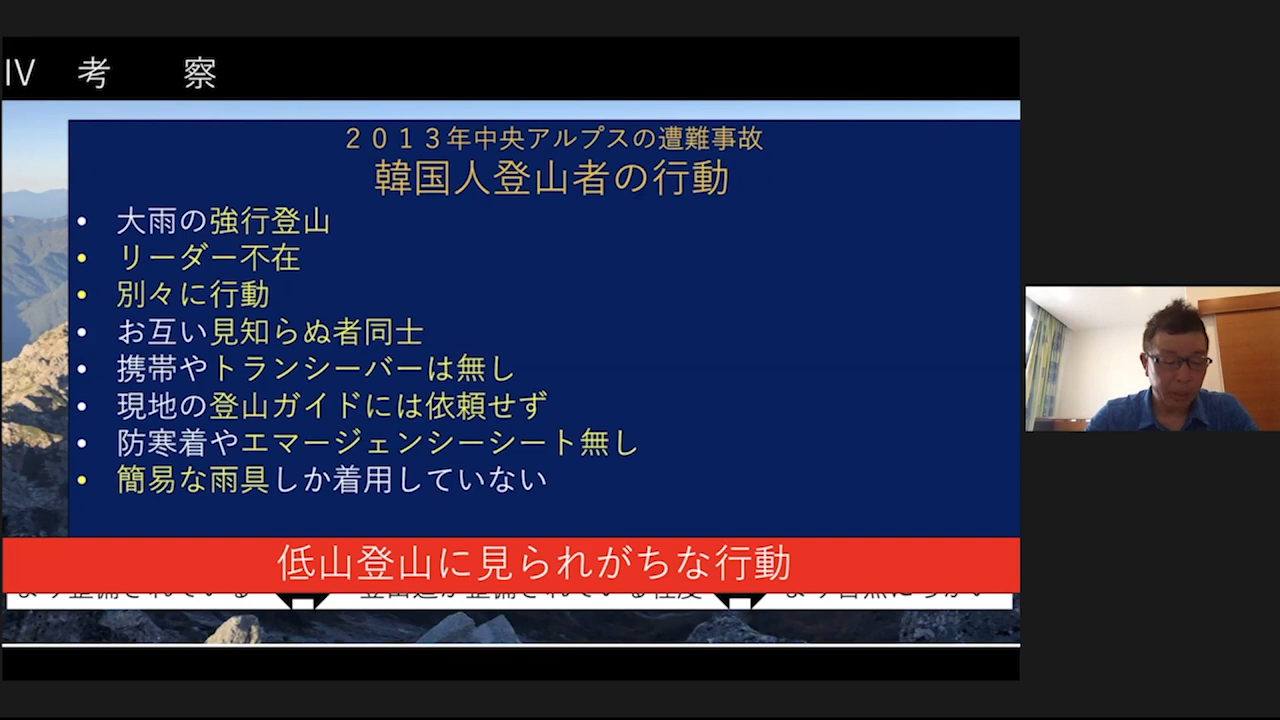 Ⅳ 考 察
２０１３年中央アルプスの遭難事故
韓国人登山者の行動
• 大雨の強行登山
• リーダー不在
• 別々に行動
• お互い見知らぬ者同士
• 携帯やトランシーバーは無し
• 現地の登山ガイドには依頼せず
• 防寒着やエマージェンシーシート無し
• 簡易な雨具しか着用していない
低山登山に見られがちな行動